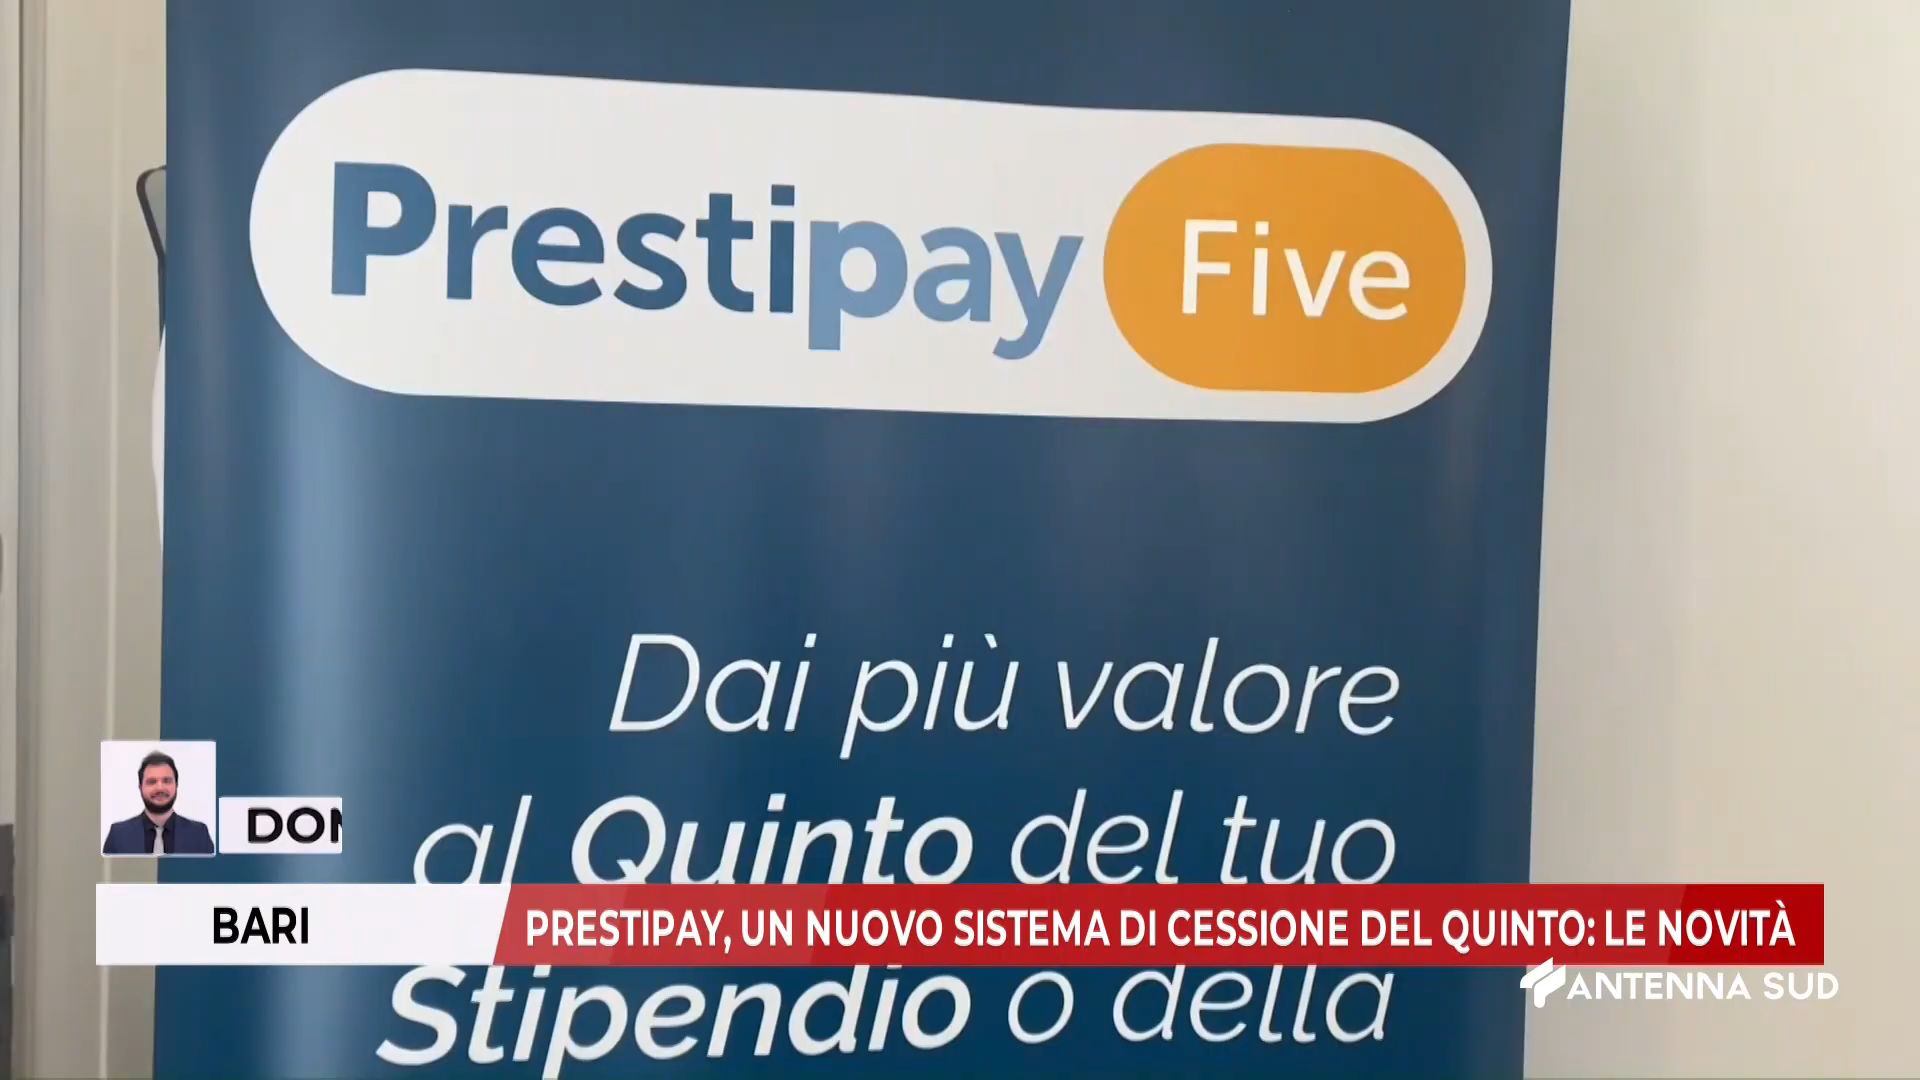 Prestipay Five
Dai più valore
al Quinto del tuo
Stipendio o della
BARI
PRESTIPAY, UN NUOVO SISTEMA DI CESSIONE DEL QUINTO: LE NOVITÀ
ANTENNA SUD